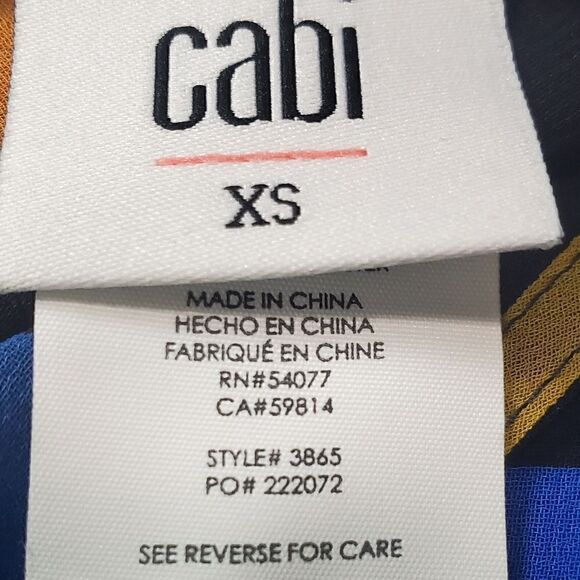 cabi
XS
MADE IN CHINA
HECHO EN CHINA
FABRIQUÉ EN CHINE
RN#54077
CA#59814
STYLE# 3865
PO# 222072
SEE REVERSE FOR CARE